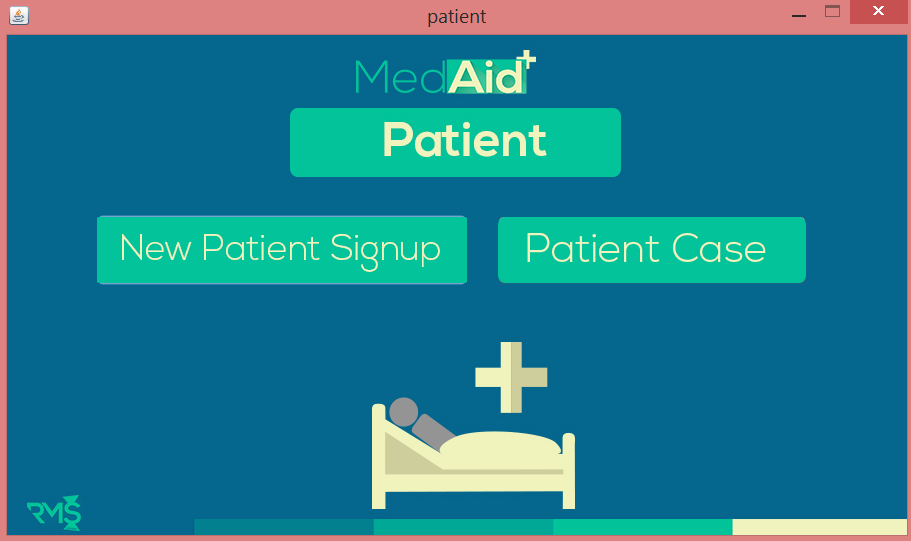 patient
MedAid
Patient
New Patient Signup
Patient Case
RMS